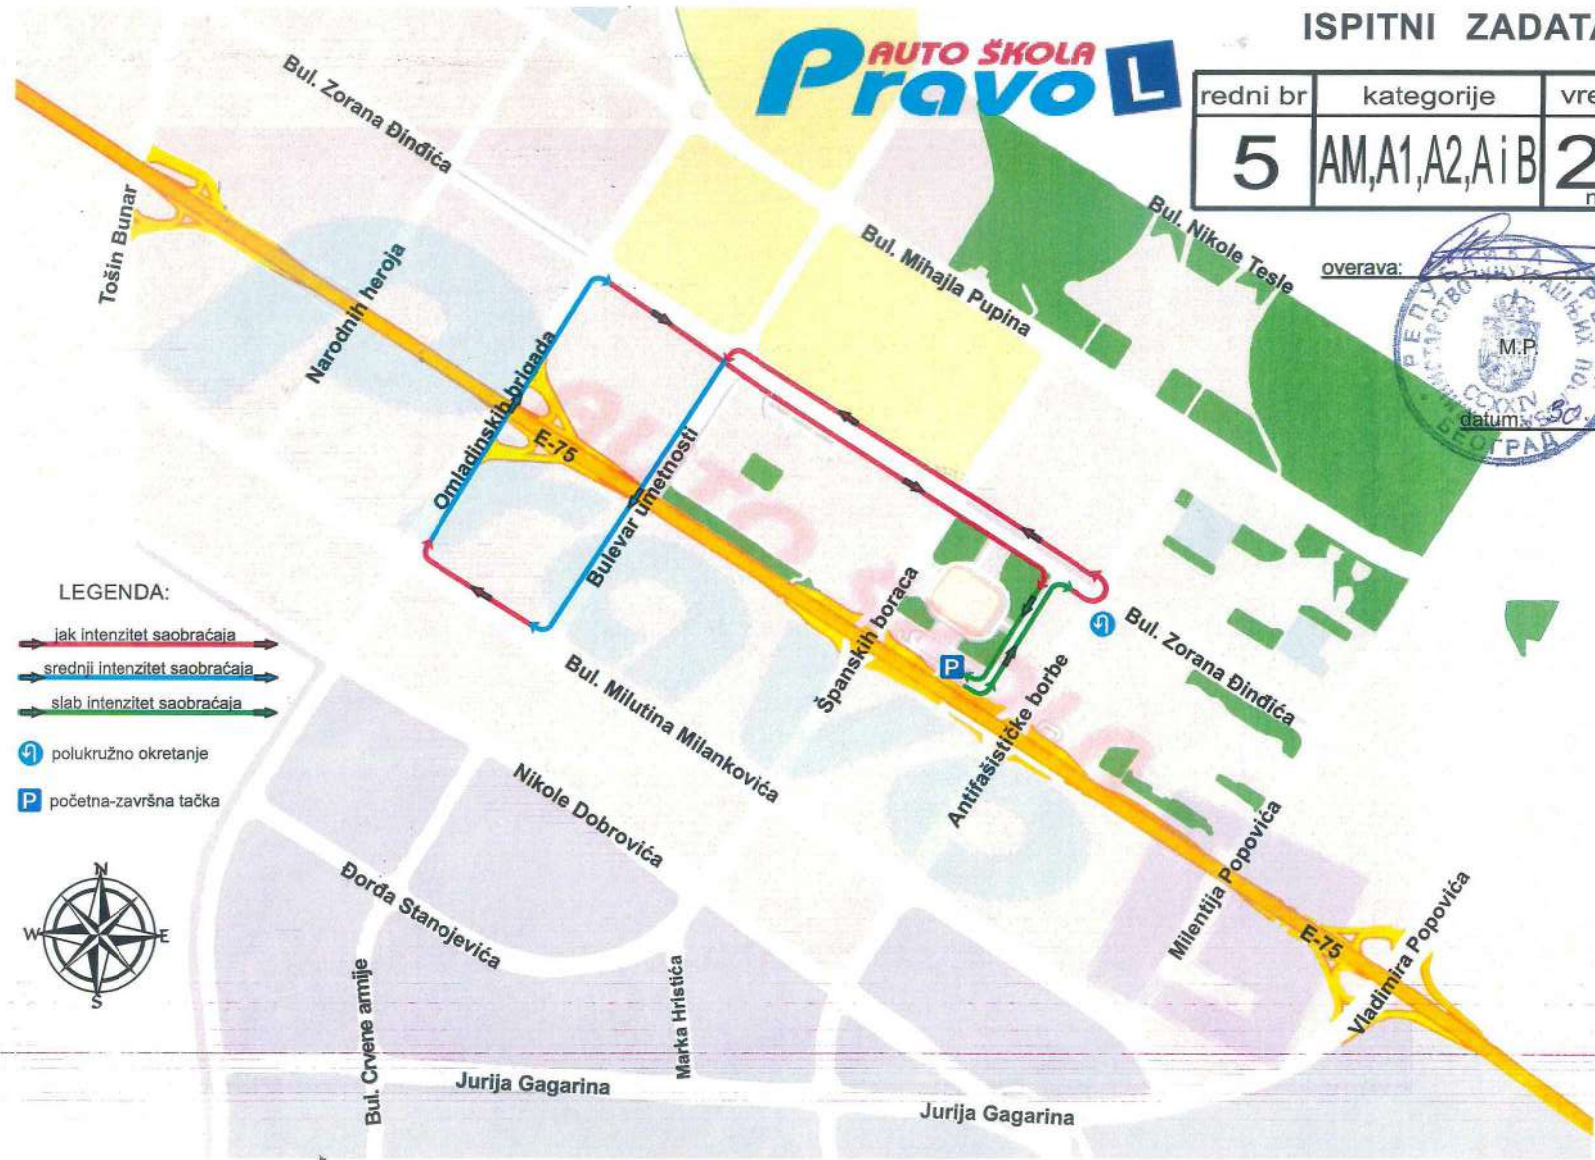 ISPITNI ZADATA
AUTO ŠKOLA
Pravo L
redni br kategorije vre
5 AM,A1,A2,A i B 2
overava:
M.P.
CCXXIV
datum: 30.
БЕОГРАД
Bul. Zorana Đinđića
Tošin Bunar
Narodnih heroja
Bul. Mihajla Pupina
Bul. Nikole Tesle
Omladinskih brigada
E-75
Bulevar umetnosti
Španskih boraca
P
Antifašističke borbe
Bul. Zorana Đinđića
Bul. Milutina Milankovića
LEGENDA:
jak intenzitet saobraćaja
srednji intenzitet saobraćaja
slab intenzitet saobraćaja
polukružno okretanje
P početna-završna tačka
Nikole Dobrovića
Đorđa Stanojevića
Milentija Popovića
E-75
Vladimira Popovića
N
W E
S
Bul. Crvene armije
Marka Hristića
Jurija Gagarina
Jurija Gagarina